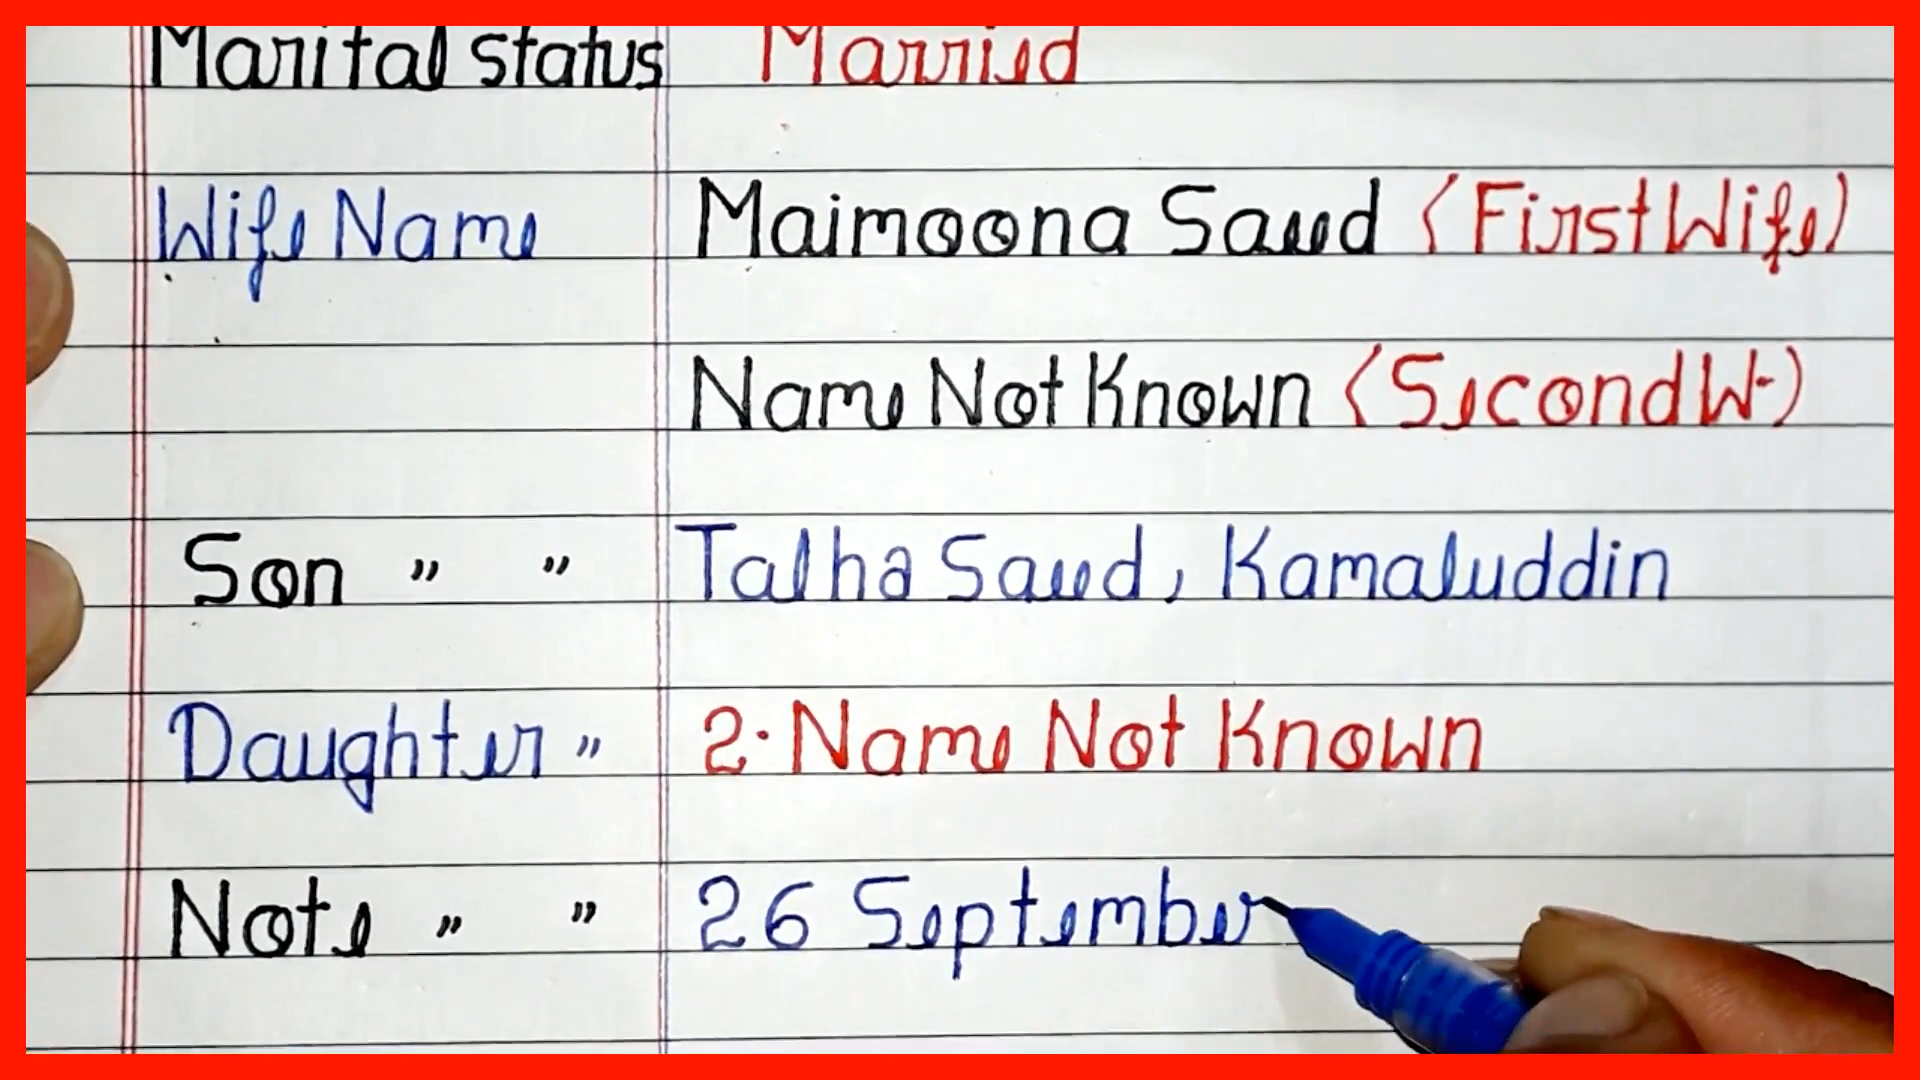 Marital status Married
Wife Name Maimoona Saud (First Wife)
Name Not Known (Second W.)
Son " " Talha Saud, Kamaluddin
Daughter " 2. Name Not Known
Note " " 26 September